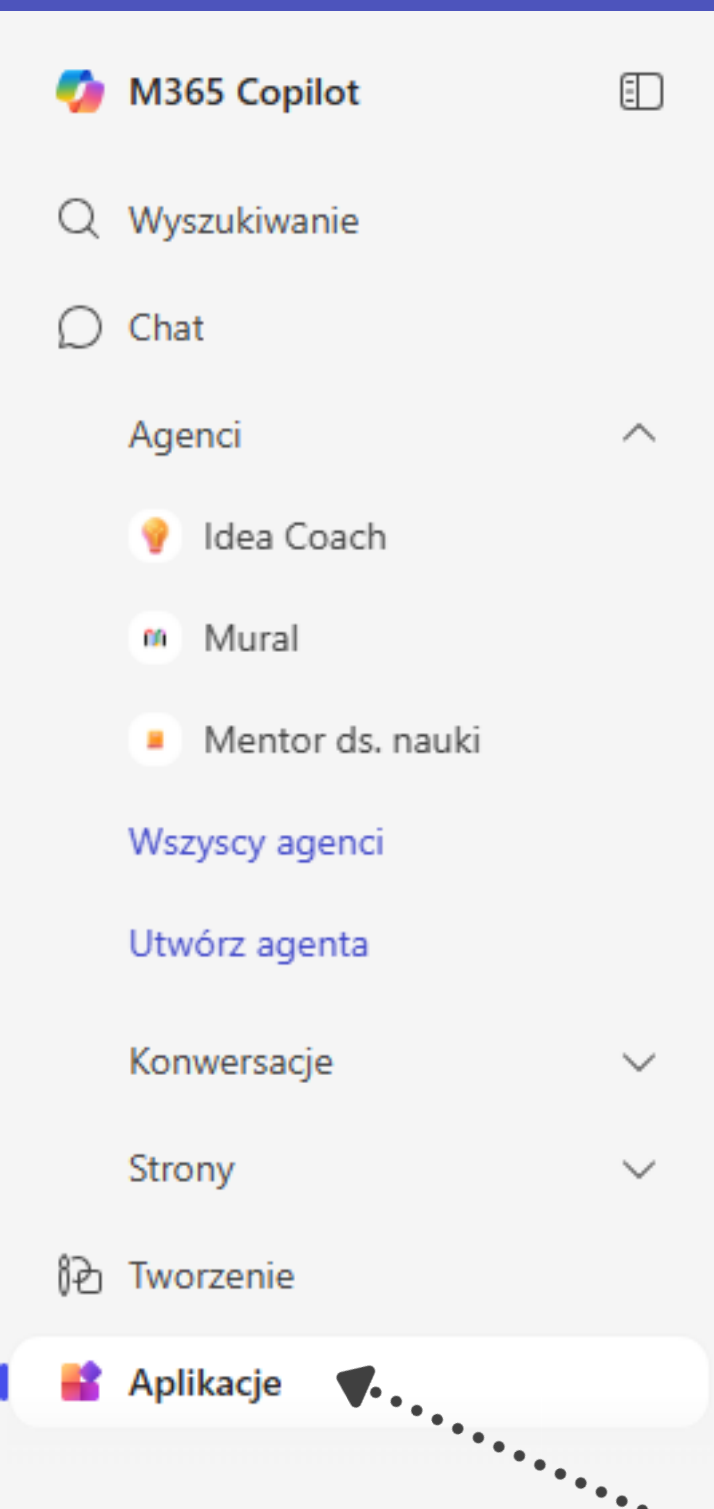 M365 Copilot
Wyszukiwanie
Chat
Agenci
Idea Coach
Mural
Mentor ds. nauki
Wszyscy agenci
Utwórz agenta
Konwersacje
Strony
Tworzenie
Aplikacje